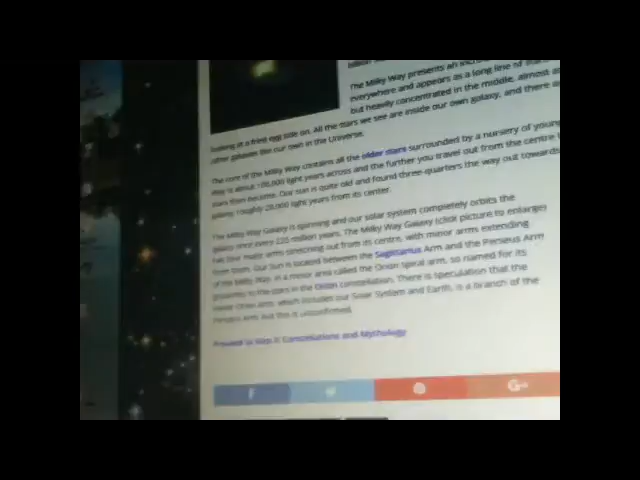 The Milky Way presents an
everywhere and appears as a long line of stars
but heavily concentrated in the middle, almost as
looking at a fried egg side on. All the stars we see are inside our own galaxy, and there a
other galaxies like our own in the Universe.
The core of the Milky Way contains all the older stars surrounded by a nursery of young
Way is about 100,000 light years across and the further you travel out from the centre
stars then become. Our sun is quite old and found three-quarters the way out towards
galaxy, roughly 28,000 light years from its center.
The Milky Way Galaxy is spinning and our solar system completely orbits the
galaxy once every 225 million years. The Milky Way Galaxy (click picture to enlarge)
has four major arms stretching out from its centre, with minor arms extending
from them. Our Sun is located between the Sagittarius Arm and the Perseus Arm
of the Milky Way, in a minor area called the Orion spiral arm, so named for its
proximity to the stars in the Orion constellation. There is speculation that the
Orion Arm, which includes our Solar System and Earth, is a branch of the
Perseus Arm, but this is unconfirmed.
Proceed to Step 7: Constellations and Mythology
f
G+